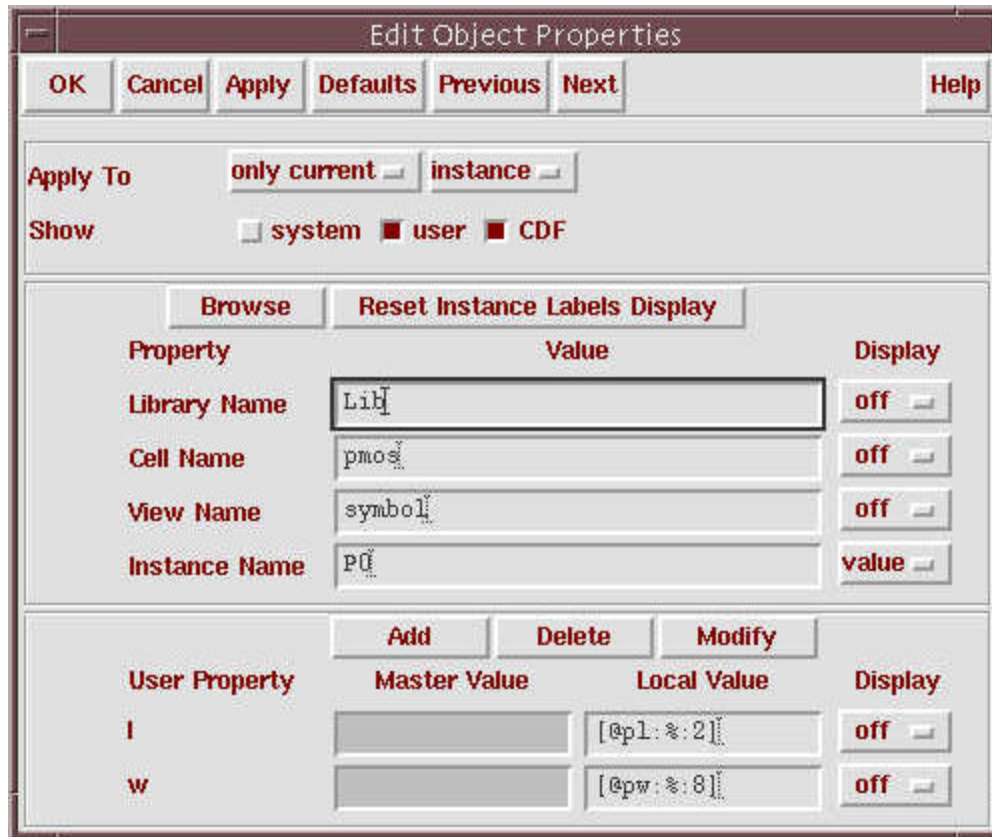 Edit Object Properties
OK Cancel Apply Defaults Previous Next Help
Apply To only current instance
Show system user CDF
Browse Reset Instance Labels Display
Property Value Display
Library Name Lib off
Cell Name pmos off
View Name symbol off
Instance Name P0 value
Add Delete Modify
User Property Master Value Local Value Display
l [@pl:%:2] off
w [@pw:%:8] off